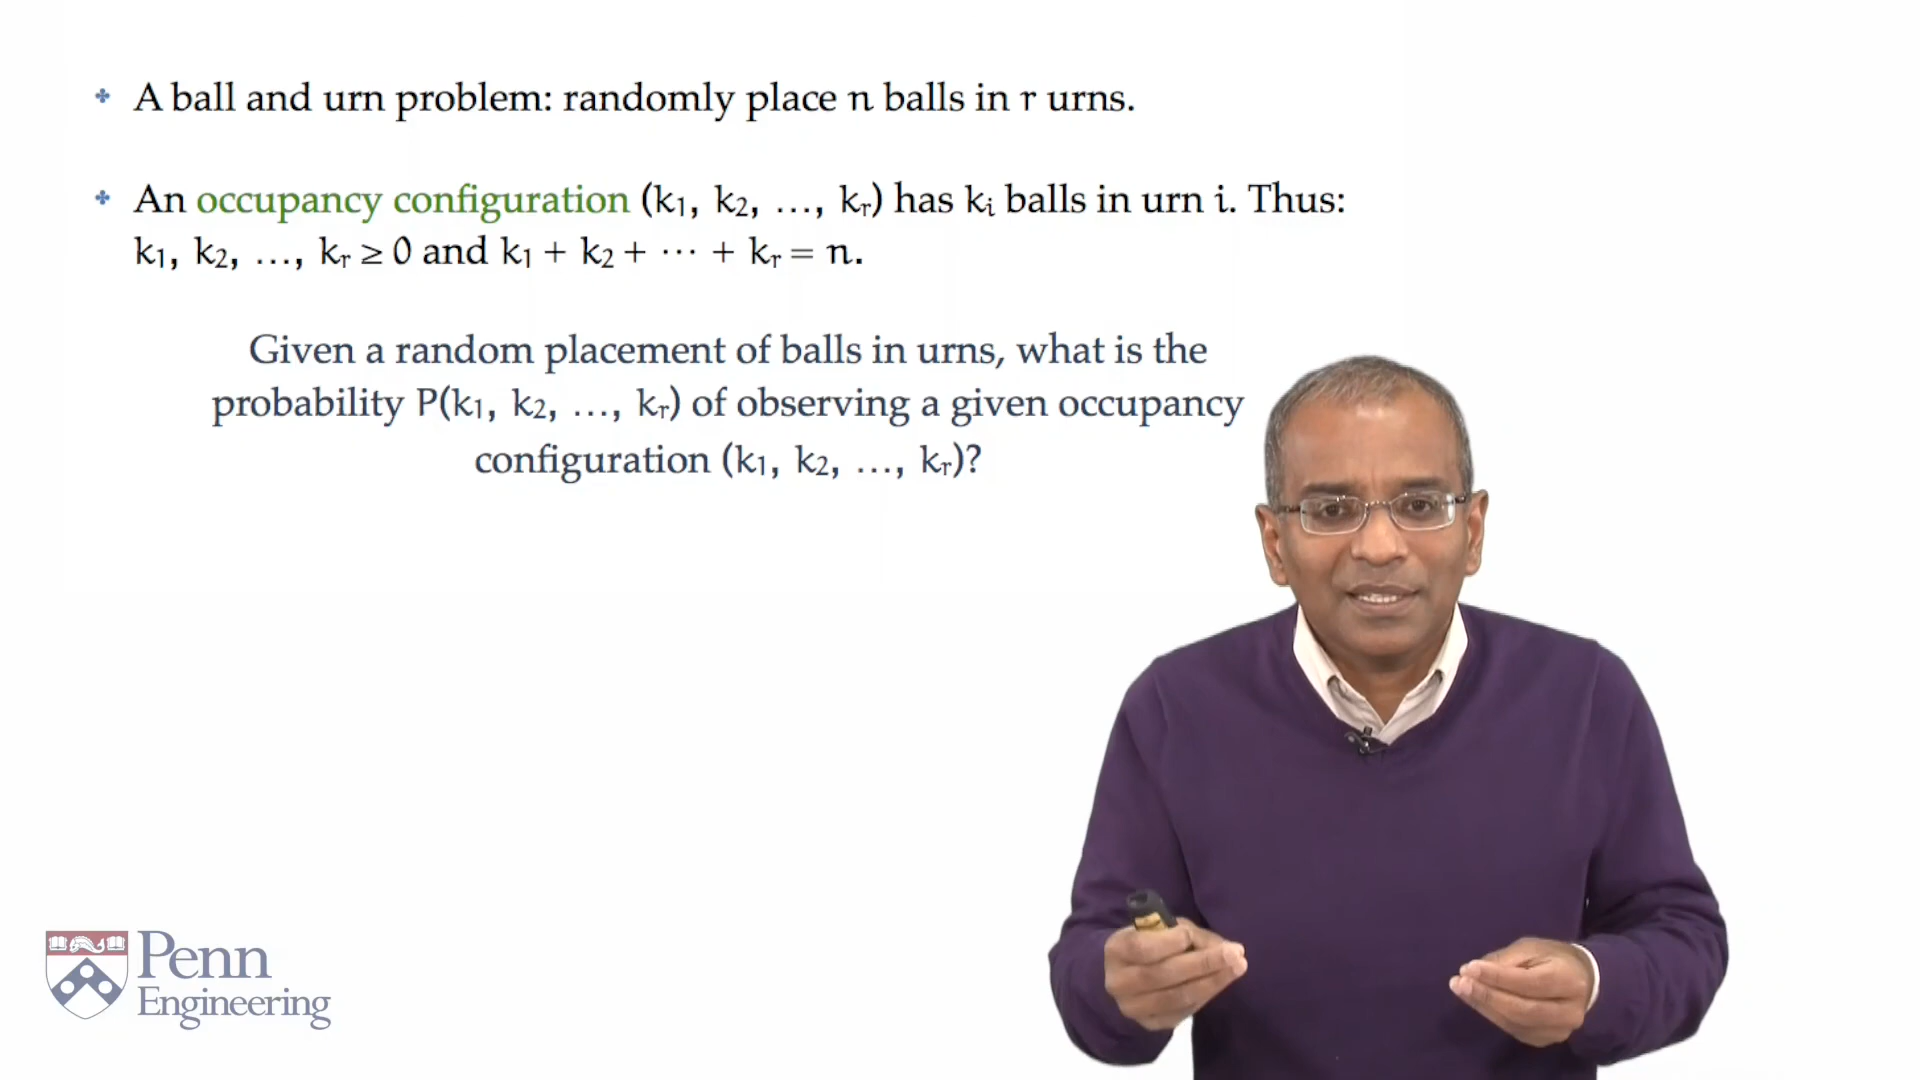 A ball and urn problem: randomly place n balls in r urns.
An occupancy configuration (k₁, k₂, …, kᵣ) has kᵢ balls in urn i. Thus:
k₁, k₂, …, kᵣ ≥ 0 and k₁ + k₂ + ⋯ + kᵣ = n.
Given a random placement of balls in urns, what is the
probability P(k₁, k₂, …, kᵣ) of observing a given occupancy
configuration (k₁, k₂, …, kᵣ)?
Penn
Engineering